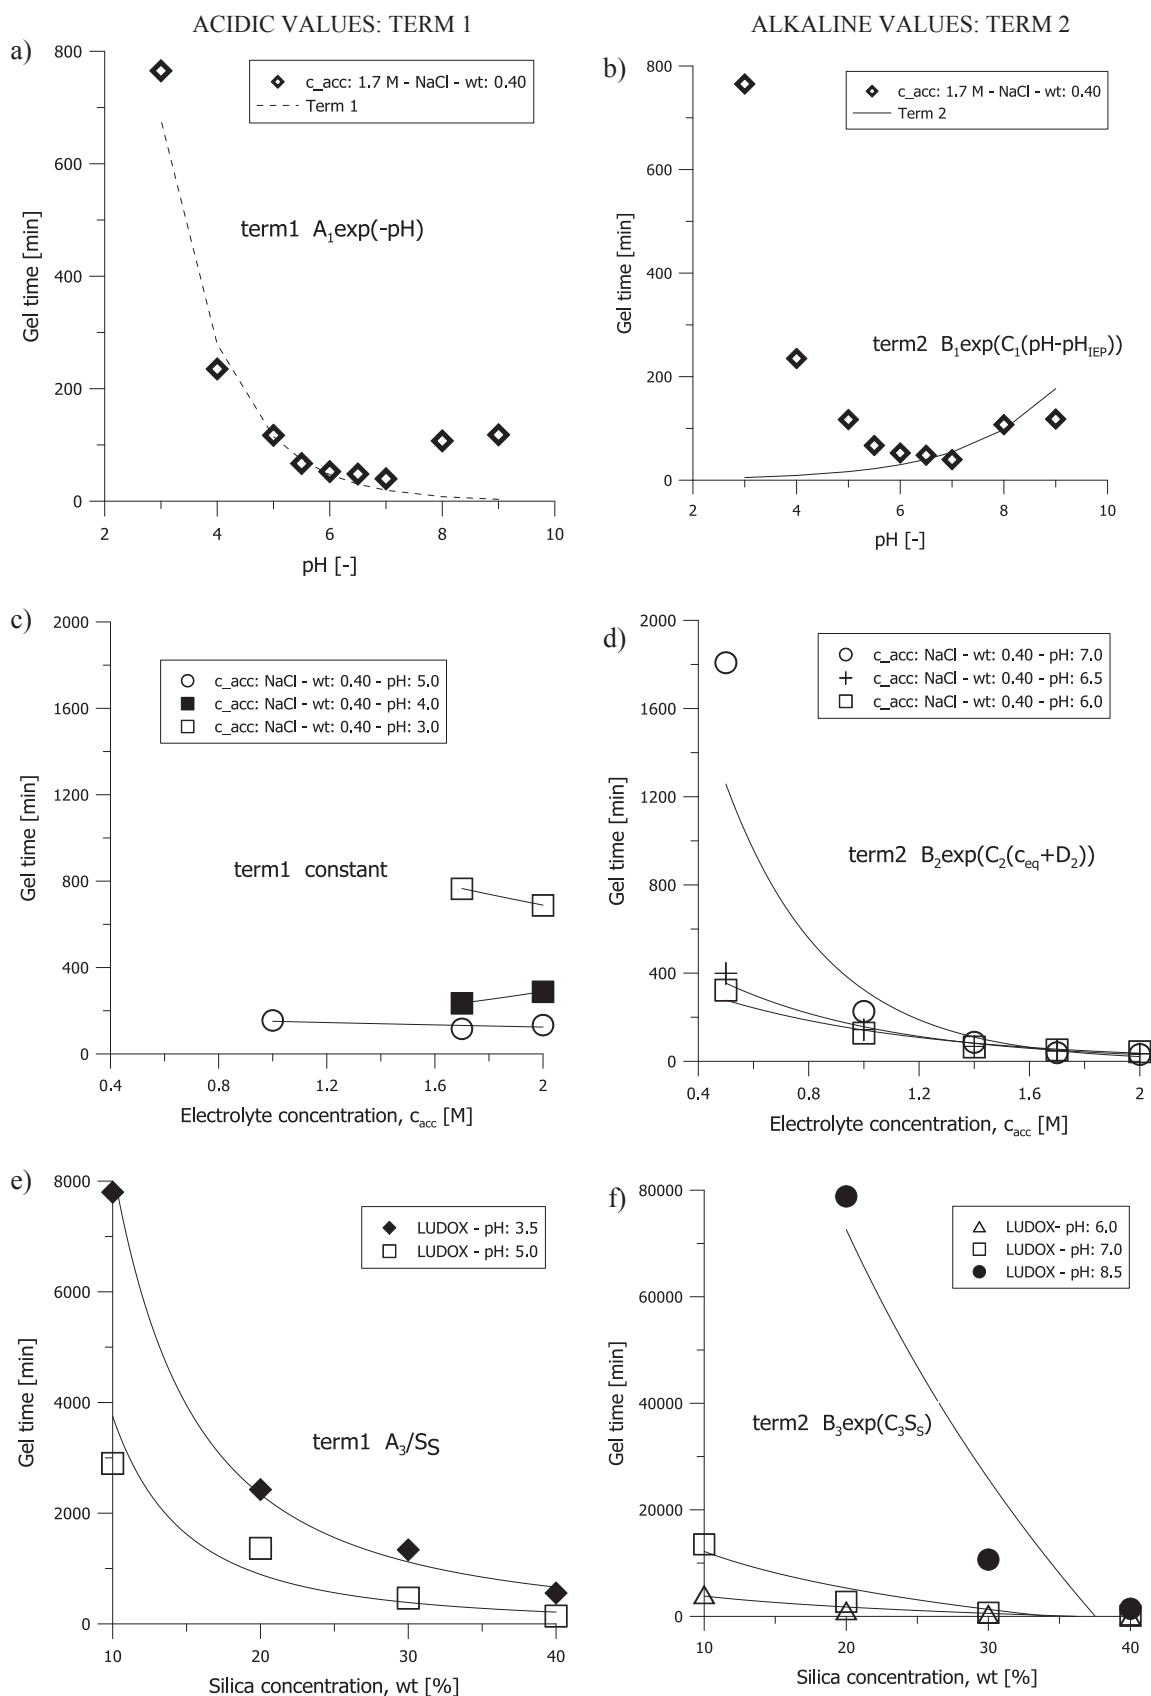 ACIDIC VALUES: TERM 1
ALKALINE VALUES: TERM 2
a)
800
600
400
200
0
Gel time [min]
c_acc: 1.7 M - NaCl - wt: 0.40
Term 1
term1 A₁exp(-pH)
2
4
6
8
10
pH [-]
b)
800
600
400
200
0
Gel time [min]
c_acc: 1.7 M - NaCl - wt: 0.40
Term 2
term2 B₁exp(C₁(pH-pH_IEP))
2
4
6
8
10
pH [-]
c)
2000
1600
1200
800
400
0
Gel time [min]
c_acc: NaCl - wt: 0.40 - pH: 5.0
c_acc: NaCl - wt: 0.40 - pH: 4.0
c_acc: NaCl - wt: 0.40 - pH: 3.0
term1 constant
0.4
0.8
1.2
1.6
2
Electrolyte concentration, c_acc [M]
d)
2000
1600
1200
800
400
0
Gel time [min]
c_acc: NaCl - wt: 0.40 - pH: 7.0
c_acc: NaCl - wt: 0.40 - pH: 6.5
c_acc: NaCl - wt: 0.40 - pH: 6.0
term2 B₂exp(C₂(c_eq+D₂))
0.4
0.8
1.2
1.6
2
Electrolyte concentration, c_acc [M]
e)
8000
6000
4000
2000
0
Gel time [min]
LUDOX - pH: 3.5
LUDOX - pH: 5.0
term1 A₃/S_S
10
20
30
40
Silica concentration, wt [%]
f)
80000
60000
40000
20000
0
Gel time [min]
LUDOX- pH: 6.0
LUDOX - pH: 7.0
LUDOX - pH: 8.5
term2 B₃exp(C₃S_S)
10
20
30
40
Silica concentration, wt [%]